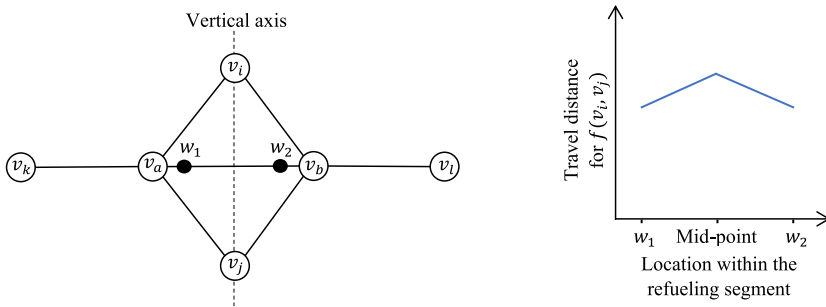 Vertical axis
v_i
w_1
w_2
v_k
v_a
v_b
v_l
v_j
Travel distance
for f (v_i, v_j)
w_1
Mid-point
w_2
Location within the
refueling segment